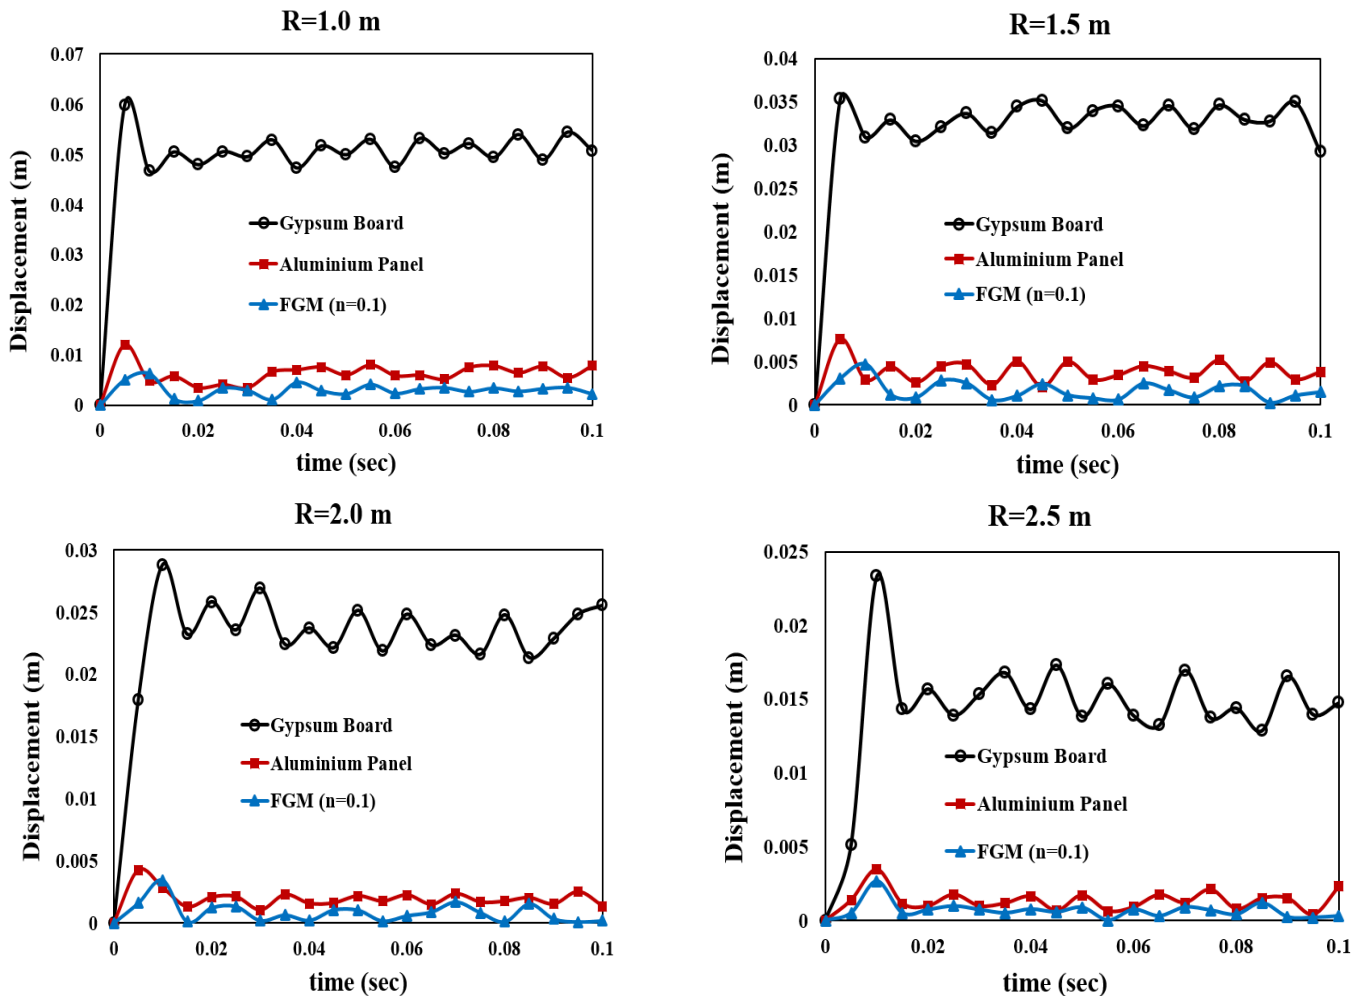 R=1.0 m
Displacement (m)
0.07
0.06
0.05
0.04
0.03
0.02
0.01
0
Gypsum Board
Aluminium Panel
FGM (n=0.1)
0 0.02 0.04 0.06 0.08 0.1
time (sec)
R=1.5 m
Displacement (m)
0.04
0.035
0.03
0.025
0.02
0.015
0.01
0.005
0
Gypsum Board
Aluminium Panel
FGM (n=0.1)
0 0.02 0.04 0.06 0.08 0.1
time (sec)
R=2.0 m
Displacement (m)
0.03
0.025
0.02
0.015
0.01
0.005
0
Gypsum Board
Aluminium Panel
FGM (n=0.1)
0 0.02 0.04 0.06 0.08 0.1
time (sec)
R=2.5 m
Displacement (m)
0.025
0.02
0.015
0.01
0.005
0
Gypsum Board
Aluminium Panel
FGM (n=0.1)
0 0.02 0.04 0.06 0.08 0.1
time (sec)